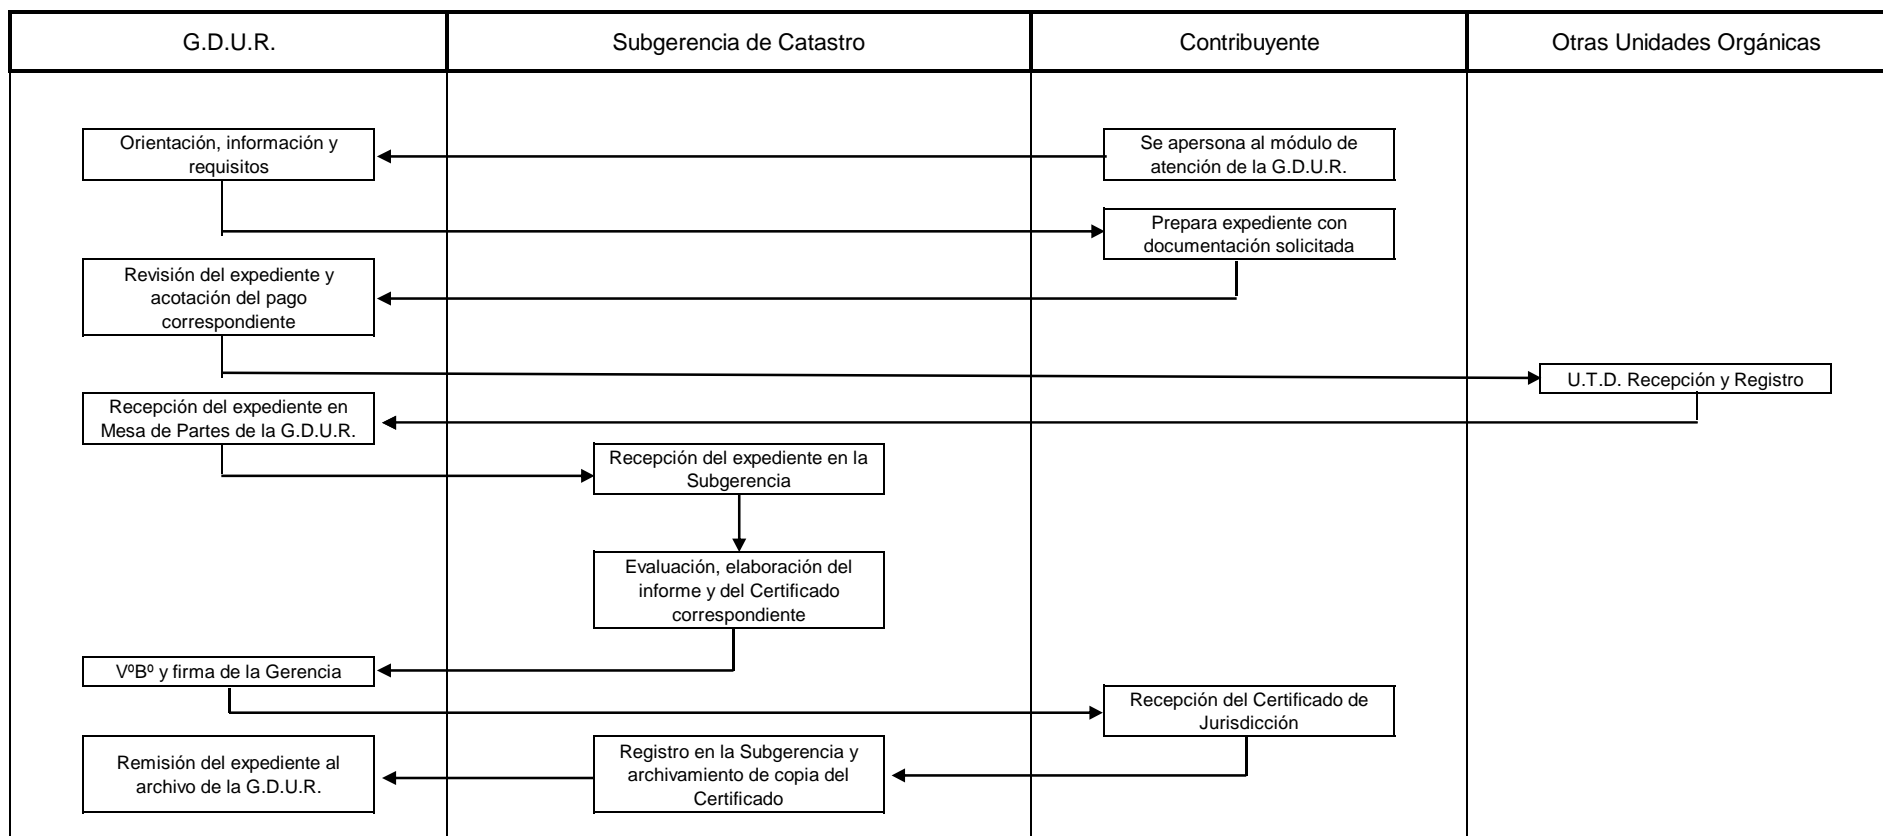 G.D.U.R.
Subgerencia de Catastro
Contribuyente
Otras Unidades Orgánicas
Orientación, información y
requisitos
Se apersona al módulo de
atención de la G.D.U.R.
Prepara expediente con
documentación solicitada
Revisión del expediente y
acotación del pago
correspondiente
U.T.D. Recepción y Registro
Recepción del expediente en
Mesa de Partes de la G.D.U.R.
Recepción del expediente en la
Subgerencia
Evaluación, elaboración del
informe y del Certificado
correspondiente
VºBº y firma de la Gerencia
Recepción del Certificado de
Jurisdicción
Remisión del expediente al
archivo de la G.D.U.R.
Registro en la Subgerencia y
archivamiento de copia del
Certificado